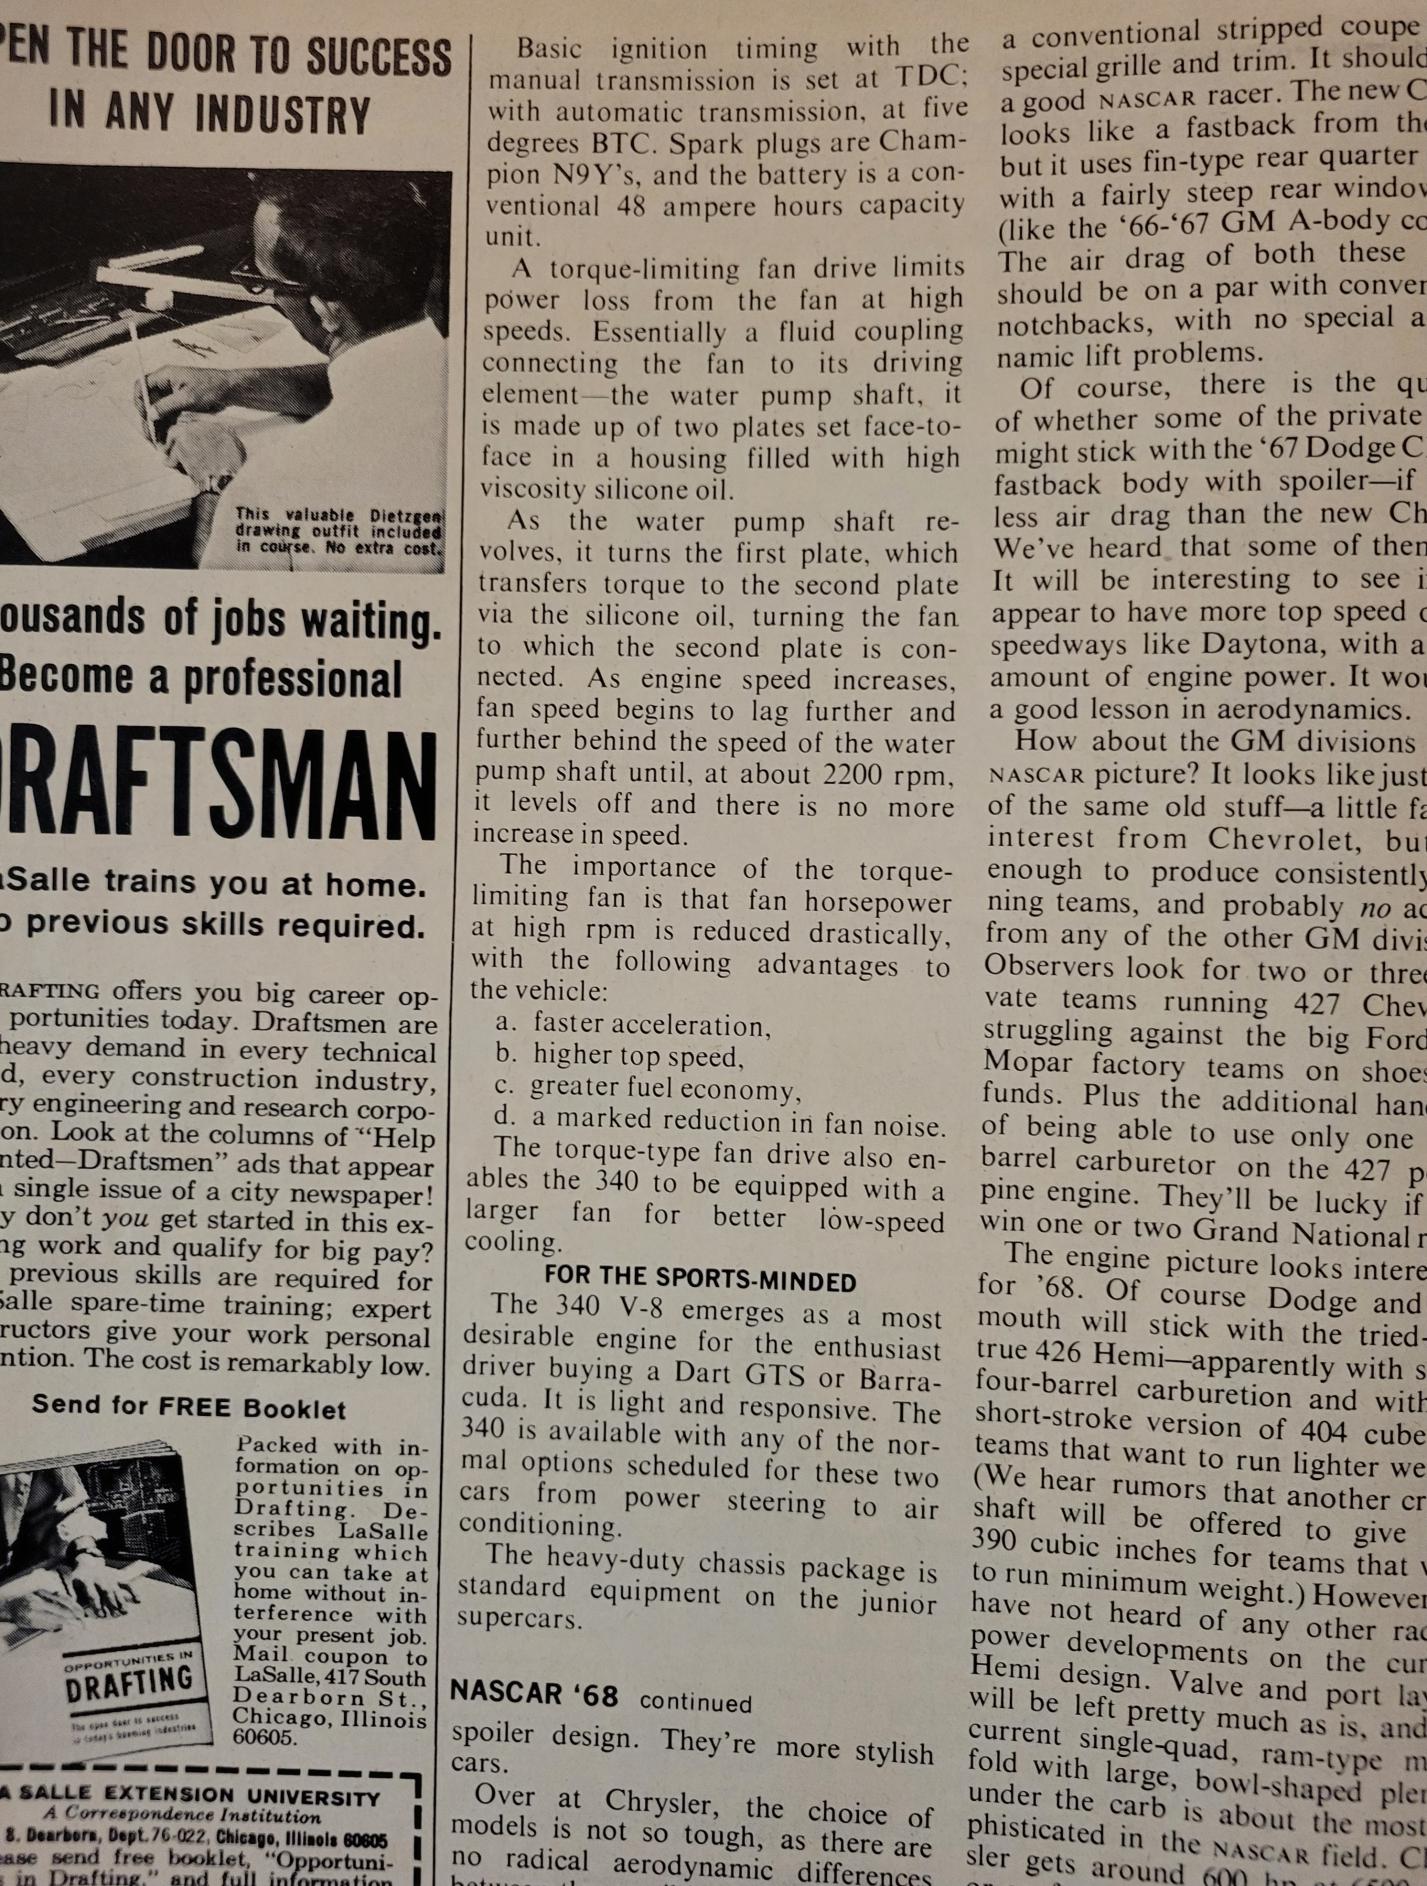 PEN THE DOOR TO SUCCESS
IN ANY INDUSTRY
This valuable Dietzgen
drawing outfit included
in course. No extra cost.
ousands of jobs waiting.
Become a professional
DRAFTSMAN
aSalle trains you at home.
o previous skills required.
RAFTING offers you big career op-
portunities today. Draftsmen are
heavy demand in every technical
d, every construction industry,
ry engineering and research corpo-
on. Look at the columns of "Help
nted—Draftsmen" ads that appear
a single issue of a city newspaper!
y don't you get started in this ex-
ng work and qualify for big pay?
previous skills are required for
Salle spare-time training; expert
ructors give your work personal
ntion. The cost is remarkably low.
Send for FREE Booklet
Packed with in-
formation on op-
portunities in
Drafting. De-
scribes LaSalle
training which
you can take at
home without in-
terference with
your present job.
Mail coupon to
LaSalle, 417 South
Dearborn St.,
Chicago, Illinois
60605.
OPPORTUNITIES IN
DRAFTING
The open door to success
in today's booming industries
A SALLE EXTENSION UNIVERSITY
A Correspondence Institution
S. Dearborn, Dept. 76-022, Chicago, Illinois 60605
ease send free booklet, "Opportuni-
in Drafting," and full information
Basic ignition timing with the
manual transmission is set at TDC;
with automatic transmission, at five
degrees BTC. Spark plugs are Cham-
pion N9Y's, and the battery is a con-
ventional 48 ampere hours capacity
unit.
A torque-limiting fan drive limits
power loss from the fan at high
speeds. Essentially a fluid coupling
connecting the fan to its driving
element—the water pump shaft, it
is made up of two plates set face-to-
face in a housing filled with high
viscosity silicone oil.
As the water pump shaft re-
volves, it turns the first plate, which
transfers torque to the second plate
via the silicone oil, turning the fan
to which the second plate is con-
nected. As engine speed increases,
fan speed begins to lag further and
further behind the speed of the water
pump shaft until, at about 2200 rpm,
it levels off and there is no more
increase in speed.
The importance of the torque-
limiting fan is that fan horsepower
at high rpm is reduced drastically,
with the following advantages to
the vehicle:
a. faster acceleration,
b. higher top speed,
c. greater fuel economy,
d. a marked reduction in fan noise.
The torque-type fan drive also en-
ables the 340 to be equipped with a
larger fan for better low-speed
cooling.
FOR THE SPORTS-MINDED
The 340 V-8 emerges as a most
desirable engine for the enthusiast
driver buying a Dart GTS or Barra-
cuda. It is light and responsive. The
340 is available with any of the nor-
mal options scheduled for these two
cars from power steering to air
conditioning.
The heavy-duty chassis package is
standard equipment on the junior
supercars.
NASCAR '68 continued
spoiler design. They're more stylish
cars.
Over at Chrysler, the choice of
models is not so tough, as there are
no radical aerodynamic differences
a conventional stripped coupe
special grille and trim. It should
a good NASCAR racer. The new C
looks like a fastback from the
but it uses fin-type rear quarter
with a fairly steep rear window
(like the '66-'67 GM A-body co
The air drag of both these
should be on a par with conven
notchbacks, with no special a
namic lift problems.
Of course, there is the qu
of whether some of the private
might stick with the '67 Dodge C
fastback body with spoiler—if
less air drag than the new Ch
We've heard that some of them
It will be interesting to see i
appear to have more top speed o
speedways like Daytona, with a
amount of engine power. It wou
a good lesson in aerodynamics.
How about the GM divisions
NASCAR picture? It looks like just
of the same old stuff—a little fa
interest from Chevrolet, but
enough to produce consistently
ning teams, and probably no ac
from any of the other GM divis
Observers look for two or three
vate teams running 427 Chev
struggling against the big Ford
Mopar factory teams on shoes
funds. Plus the additional hand
of being able to use only one
barrel carburetor on the 427 p
pine engine. They'll be lucky if
win one or two Grand National r
The engine picture looks intere
for '68. Of course Dodge and
mouth will stick with the tried-
true 426 Hemi—apparently with s
four-barrel carburetion and with
short-stroke version of 404 cube
teams that want to run lighter we
(We hear rumors that another cr
shaft will be offered to give
390 cubic inches for teams that w
to run minimum weight.) However
have not heard of any other rac
power developments on the cur
Hemi design. Valve and port lay
will be left pretty much as is, and
current single-quad, ram-type m
fold with large, bowl-shaped plen
under the carb is about the most
phisticated in the NASCAR field. Ch
sler gets around 600 hp at 6500